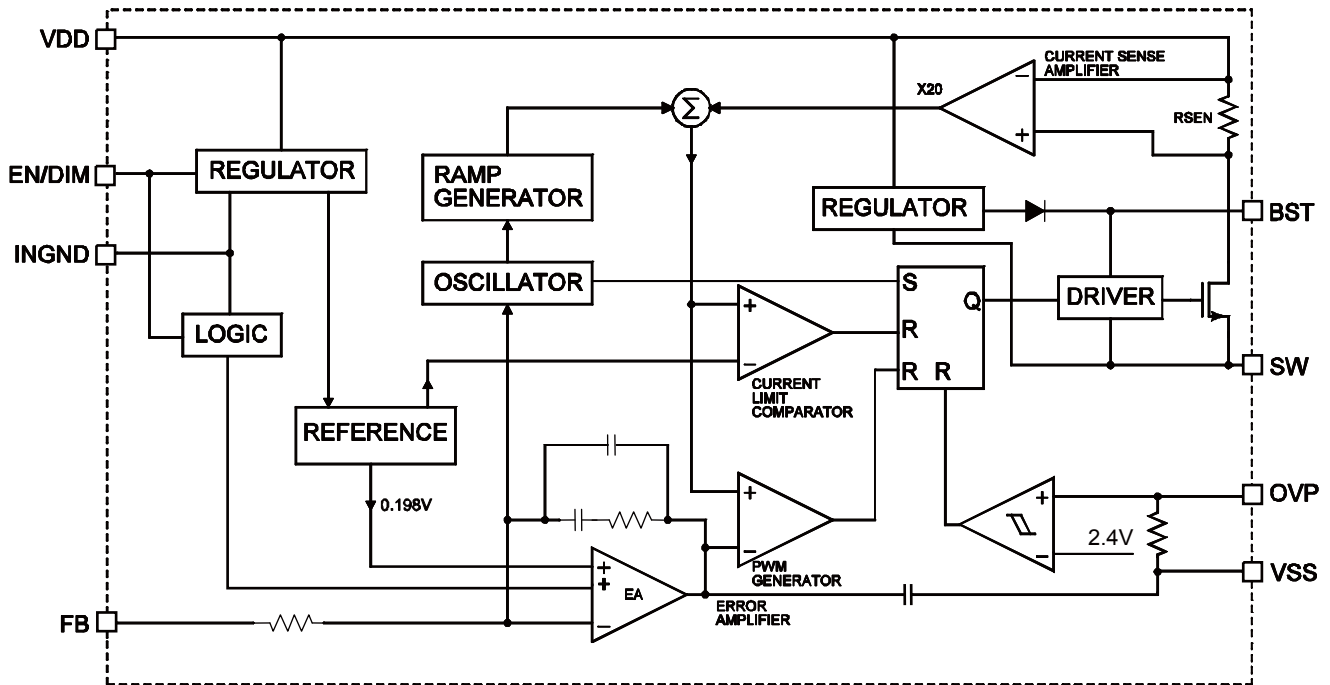 VDD
CURRENT SENSE
AMPLIFIER
X20
−
+
RSEN
Σ
EN/DIM
REGULATOR
RAMP
GENERATOR
REGULATOR
BST
INGND
OSCILLATOR
S
Q
DRIVER
LOGIC
+
R
−
R R
SW
CURRENT
LIMIT
COMPARATOR
REFERENCE
0.198V
+
−
PWM
GENERATOR
+
2.4V
−
OVP
VSS
+
+
EA
−
ERROR
AMPLIFIER
FB